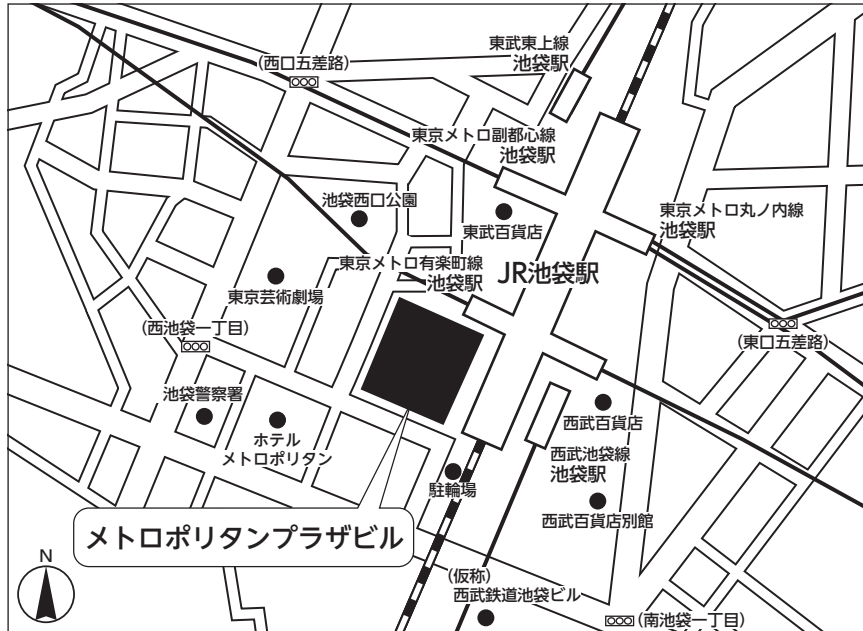 東武東上線
池袋駅
(西口五差路)
東京メトロ副都心線
池袋駅
池袋西口公園
東武百貨店
東京メトロ丸ノ内線
池袋駅
東京メトロ有楽町線
池袋駅
JR池袋駅
東京芸術劇場
(西池袋一丁目)
(東口五差路)
池袋警察署
西武百貨店
ホテル
メトロポリタン
西武池袋線
池袋駅
駐輪場
西武百貨店別館
メトロポリタンプラザビル
N
(仮称)
西武鉄道池袋ビル
(南池袋一丁目)